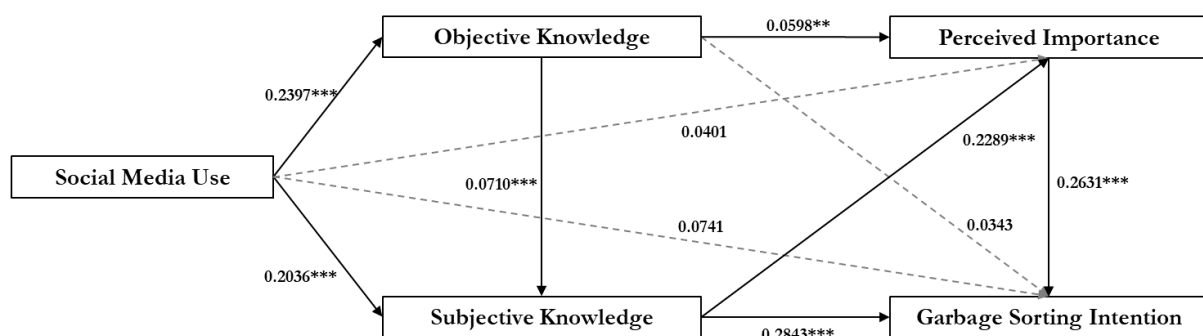 Objective Knowledge
0.0598**
Perceived Importance
0.2397***
0.0401
0.2289***
Social Media Use
0.0710***
0.2631***
0.0741
0.0343
0.2036***
Subjective Knowledge
0.2843***
Garbage Sorting Intention